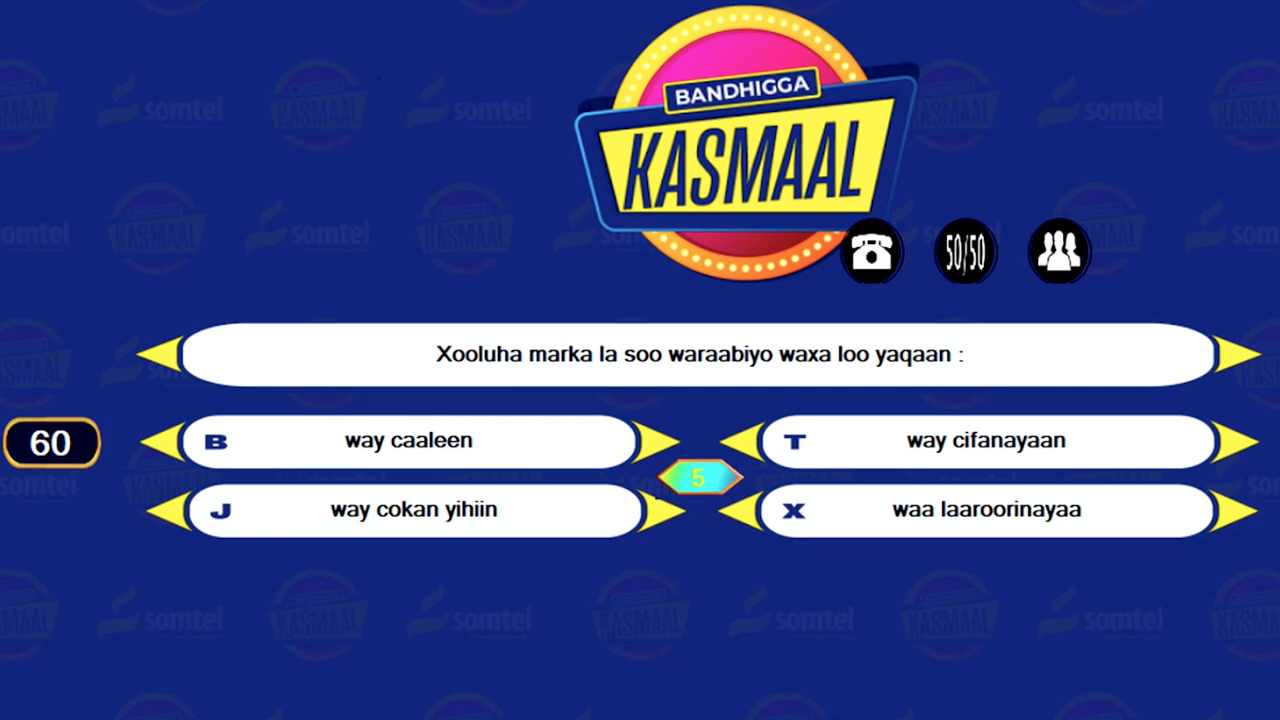 BANDHIGGA
KASMAAL
50/50
Xooluha marka la soo waraabiyo waxa loo yaqaan :
60
B way caaleen
T way cifanayaan
5
J way cokan yihiin
X waa laaroorinayaa
somtel